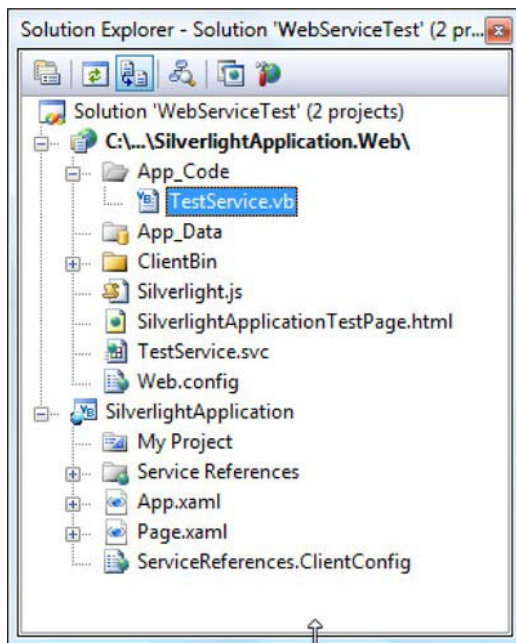 Solution Explorer - Solution 'WebServiceTest' (2 pr...
Solution 'WebServiceTest' (2 projects)
C:\...\SilverlightApplication.Web\
App_Code
TestService.vb
App_Data
ClientBin
Silverlight.js
SilverlightApplicationTestPage.html
TestService.svc
Web.config
SilverlightApplication
My Project
Service References
App.xaml
Page.xaml
ServiceReferences.ClientConfig